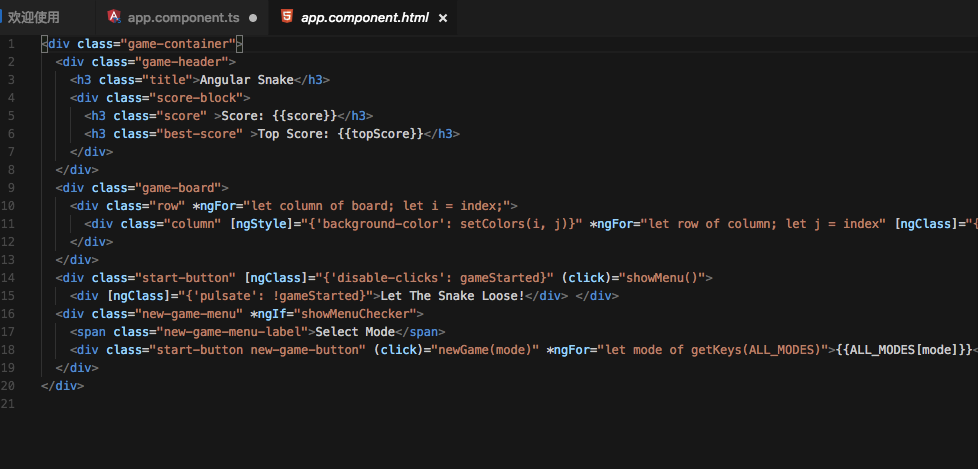 欢迎使用 app.component.ts app.component.html
1 <div class="game-container">
2 <div class="game-header">
3 <h3 class="title">Angular Snake</h3>
4 <div class="score-block">
5 <h3 class="score" >Score: {{score}}</h3>
6 <h3 class="best-score" >Top Score: {{topScore}}</h3>
7 </div>
8 </div>
9 <div class="game-board">
10 <div class="row" *ngFor="let column of board; let i = index;">
11 <div class="column" [ngStyle]="{'background-color': setColors(i, j)}" *ngFor="let row of column; let j = index" [ngClass]="{
12 </div>
13 </div>
14 <div class="start-button" [ngClass]="{'disable-clicks': gameStarted}" (click)="showMenu()">
15 <div [ngClass]="{'pulsate': !gameStarted}">Let The Snake Loose!</div> </div>
16 <div class="new-game-menu" *ngIf="showMenuChecker">
17 <span class="new-game-menu-label">Select Mode</span>
18 <div class="start-button new-game-button" (click)="newGame(mode)" *ngFor="let mode of getKeys(ALL_MODES)">{{ALL_MODES[mode]}}<
19 </div>
20 </div>
21